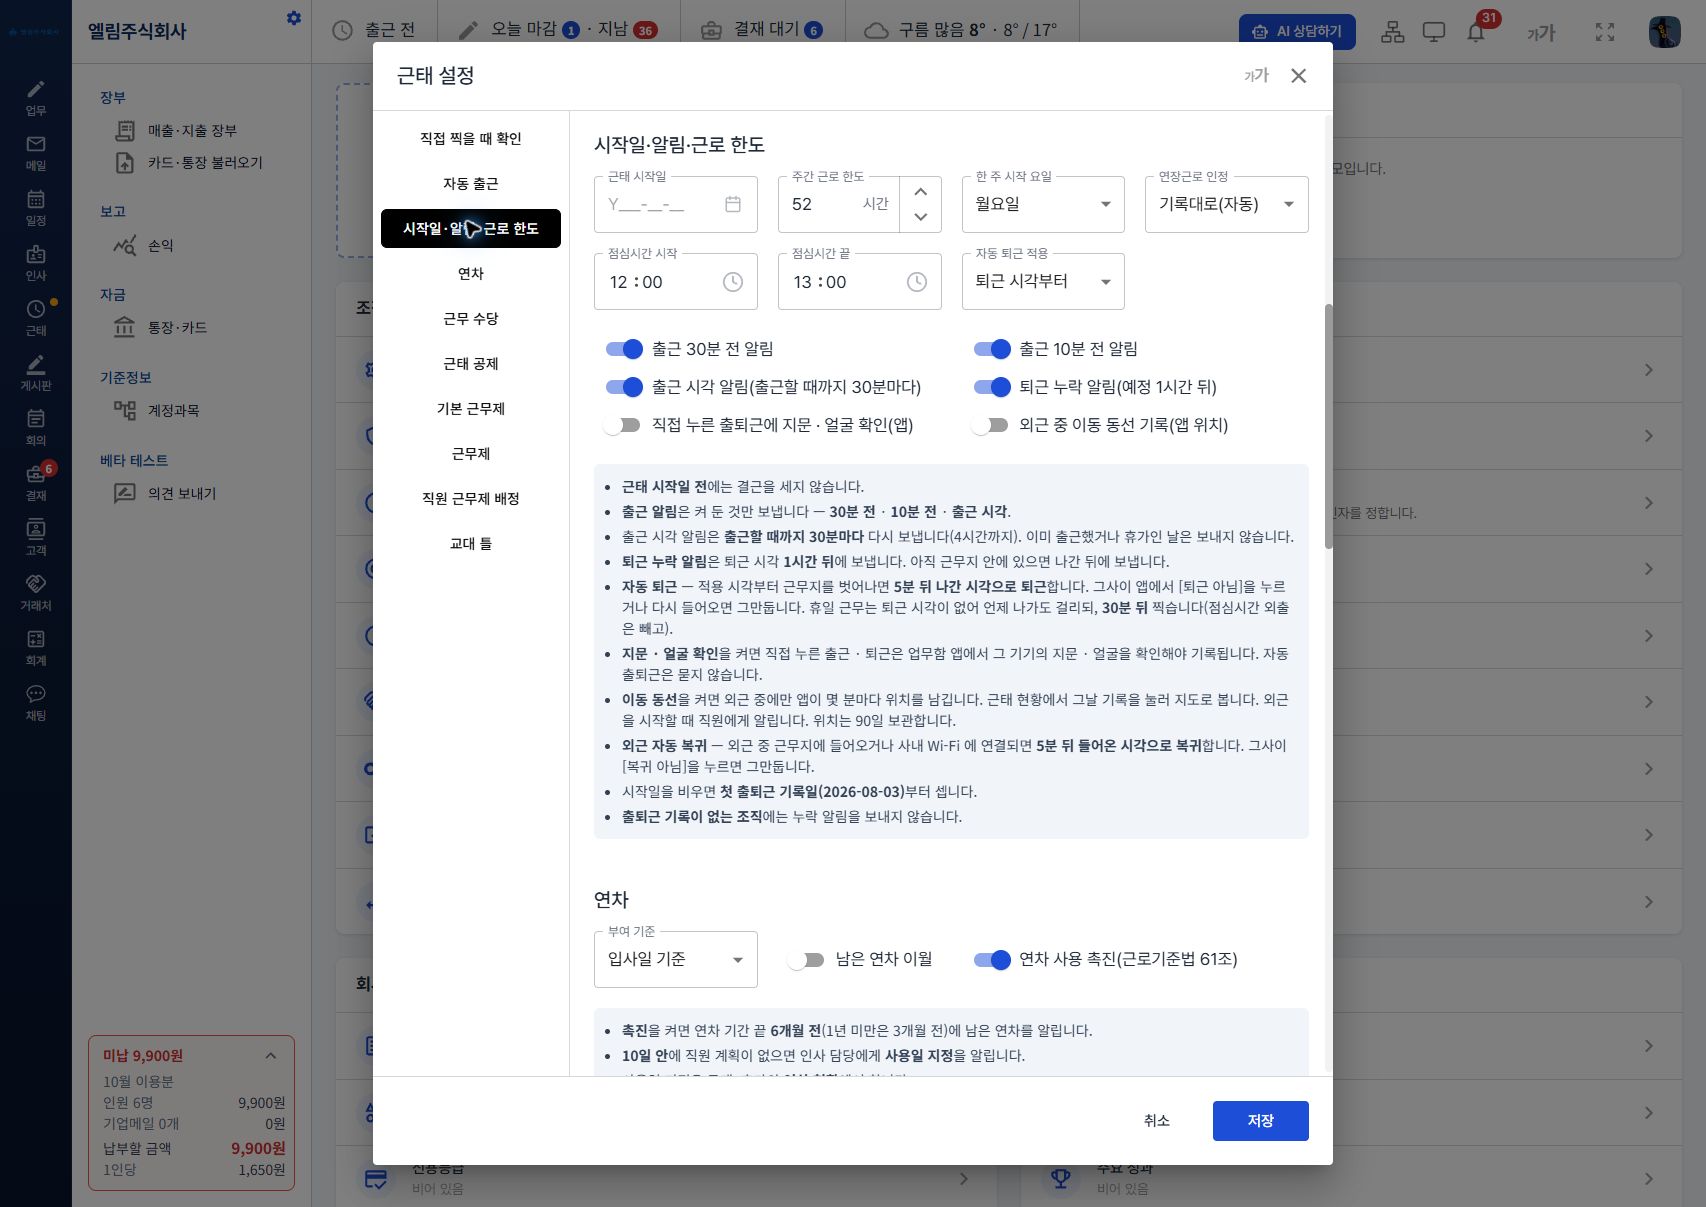 엘림주식회사
출근 전
오늘 마감 1 · 지남 36
결재 대기 6
구름 많음 8° · 8° / 17°
AI 상담하기
31
가가
업무
메일
일정
인사
근태
게시판
회의
6
결재
고객
거래처
회계
채팅
장부
매출·지출 장부
카드·통장 불러오기
보고
손익
자금
통장·카드
기준정보
계정과목
베타 테스트
의견 보내기
미납 9,900원
10월 이용분
인원 6명 9,900원
기업메일 0개 0원
납부할 금액 9,900원
1인당 1,650원
근태 설정
가가
직접 찍을 때 확인
자동 출근
시작일·알림·근로 한도
연차
근무 수당
근태 공제
기본 근무제
근무제
직원 근무제 배정
교대 틀
시작일·알림·근로 한도
근태 시작일
Y___-__-__
주간 근로 한도
52 시간
한 주 시작 요일
월요일
연장근로 인정
기록대로(자동)
점심시간 시작
12 : 00
점심시간 끝
13 : 00
자동 퇴근 적용
퇴근 시각부터
출근 30분 전 알림
출근 10분 전 알림
출근 시각 알림(출근할 때까지 30분마다)
퇴근 누락 알림(예정 1시간 뒤)
직접 누른 출퇴근에 지문 · 얼굴 확인(앱)
외근 중 이동 동선 기록(앱 위치)
• 근태 시작일 전에는 결근을 세지 않습니다.
• 출근 알림은 켜 둔 것만 보냅니다 — 30분 전 · 10분 전 · 출근 시각.
• 출근 시각 알림은 출근할 때까지 30분마다 다시 보냅니다(4시간까지). 이미 출근했거나 휴가인 날은 보내지 않습니다.
• 퇴근 누락 알림은 퇴근 시각 1시간 뒤에 보냅니다. 아직 근무지 안에 있으면 나간 뒤에 보냅니다.
• 자동 퇴근 — 적용 시각부터 근무지를 벗어나면 5분 뒤 나간 시각으로 퇴근합니다. 그사이 앱에서 [퇴근 아님]을 누르
거나 다시 들어오면 그만둡니다. 휴일 근무는 퇴근 시각이 없어 언제 나가도 걸리되, 30분 뒤 찍습니다(점심시간 외출
은 빼고).
• 지문 · 얼굴 확인을 켜면 직접 누른 출근 · 퇴근은 업무함 앱에서 그 기기의 지문 · 얼굴을 확인해야 기록됩니다. 자동
출퇴근은 묻지 않습니다.
• 이동 동선을 켜면 외근 중에만 앱이 몇 분마다 위치를 남깁니다. 근태 현황에서 그날 기록을 눌러 지도로 봅니다. 외근
을 시작할 때 직원에게 알립니다. 위치는 90일 보관합니다.
• 외근 자동 복귀 — 외근 중 근무지에 들어오거나 사내 Wi-Fi 에 연결되면 5분 뒤 들어온 시각으로 복귀합니다. 그사이
[복귀 아님]을 누르면 그만둡니다.
• 시작일을 비우면 첫 출퇴근 기록일(2026-08-03)부터 셉니다.
• 출퇴근 기록이 없는 조직에는 누락 알림을 보내지 않습니다.
연차
부여 기준
입사일 기준
남은 연차 이월
연차 사용 촉진(근로기준법 61조)
• 촉진을 켜면 연차 기간 끝 6개월 전(1년 미만은 3개월 전)에 남은 연차를 알립니다.
• 10일 안에 직원 계획이 없으면 인사 담당에게 사용일 지정을 알립니다.
취소
저장
모입니다.
자를 정합니다.
신용등급
비어 있음
수요 성과
비어 있음